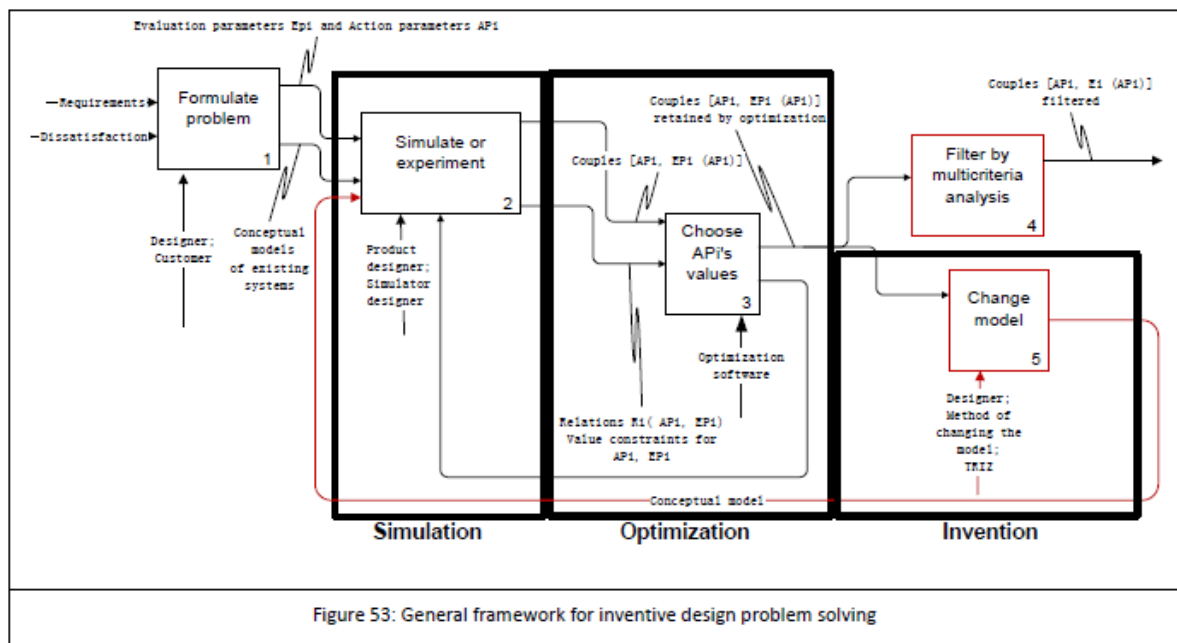 Evaluation parameters Epi and Action parameters APi
Requirements
Dissatisfaction
Formulate
problem
1
Designer;
Customer
Conceptual
models
of existing
systems
Simulate or
experiment
2
Product
designer;
Simulator
designer
Couples [APi, EPi (APi)]
retained by optimization
Couples [APi, EPi (APi)]
Choose
APi's
values
3
Optimization
software
Relations Ri( APi, EPi)
Value constraints for
APi, EPi
Couples [APi, Ei (APi)]
filtered
Filter by
multicriteria
analysis
4
Change
model
5
Designer;
Method of
changing the
model;
TRIZ
Conceptual model
Simulation
Optimization
Invention
Figure 53: General framework for inventive design problem solving